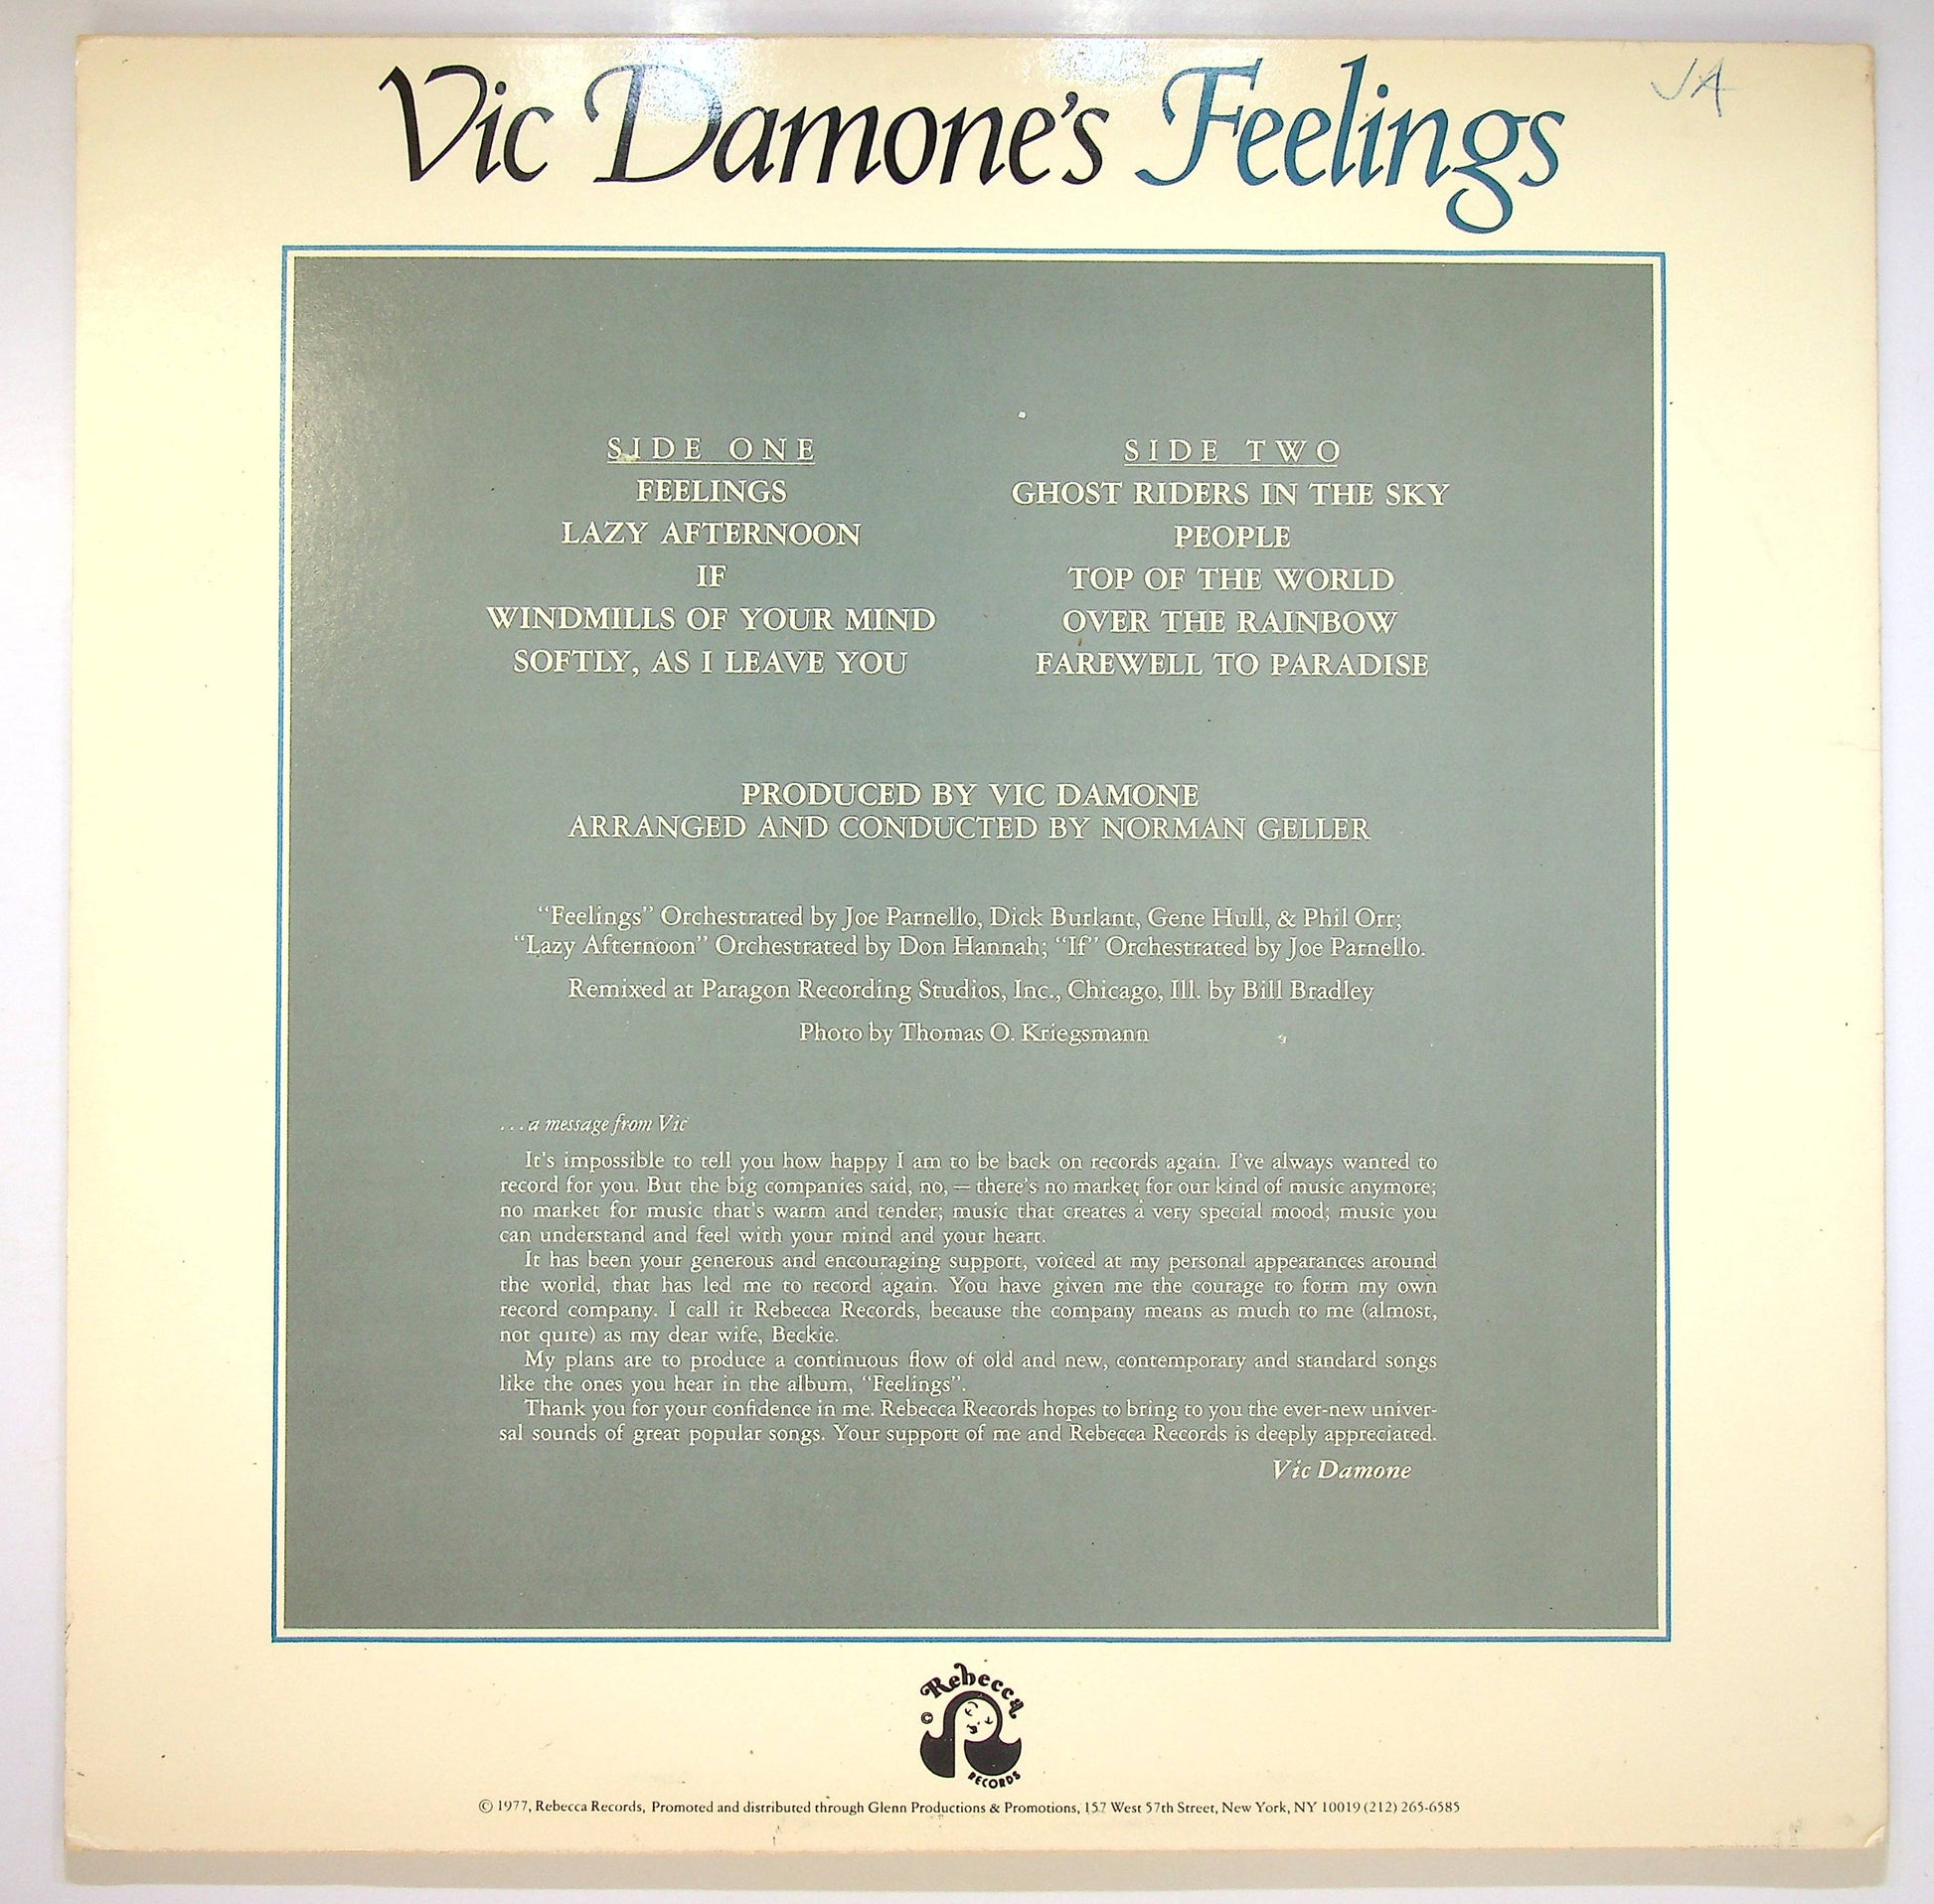 Vic Damone's Feelings
JA
SIDE ONE
FEELINGS
LAZY AFTERNOON
IF
WINDMILLS OF YOUR MIND
SOFTLY, AS I LEAVE YOU
SIDE TWO
GHOST RIDERS IN THE SKY
PEOPLE
TOP OF THE WORLD
OVER THE RAINBOW
FAREWELL TO PARADISE
PRODUCED BY VIC DAMONE
ARRANGED AND CONDUCTED BY NORMAN GELLER
“Feelings” Orchestrated by Joe Parnello, Dick Burlant, Gene Hull, & Phil Orr;
“Lazy Afternoon” Orchestrated by Don Hannah; “If” Orchestrated by Joe Parnello.
Remixed at Paragon Recording Studios, Inc., Chicago, Ill. by Bill Bradley
Photo by Thomas O. Kriegsmann
...a message from Vic
It's impossible to tell you how happy I am to be back on records again. I've always wanted to
record for you. But the big companies said, no, — there's no market for our kind of music anymore;
no market for music that's warm and tender; music that creates a very special mood; music you
can understand and feel with your mind and your heart.
It has been your generous and encouraging support, voiced at my personal appearances around
the world, that has led me to record again. You have given me the courage to form my own
record company. I call it Rebecca Records, because the company means as much to me (almost,
not quite) as my dear wife, Beckie.
My plans are to produce a continuous flow of old and new, contemporary and standard songs
like the ones you hear in the album, “Feelings”.
Thank you for your confidence in me. Rebecca Records hopes to bring to you the ever-new univer-
sal sounds of great popular songs. Your support of me and Rebecca Records is deeply appreciated.
Vic Damone
Rebecca
©
RECORDS
© 1977, Rebecca Records, Promoted and distributed through Glenn Productions & Promotions, 157 West 57th Street, New York, NY 10019 (212) 265-6585